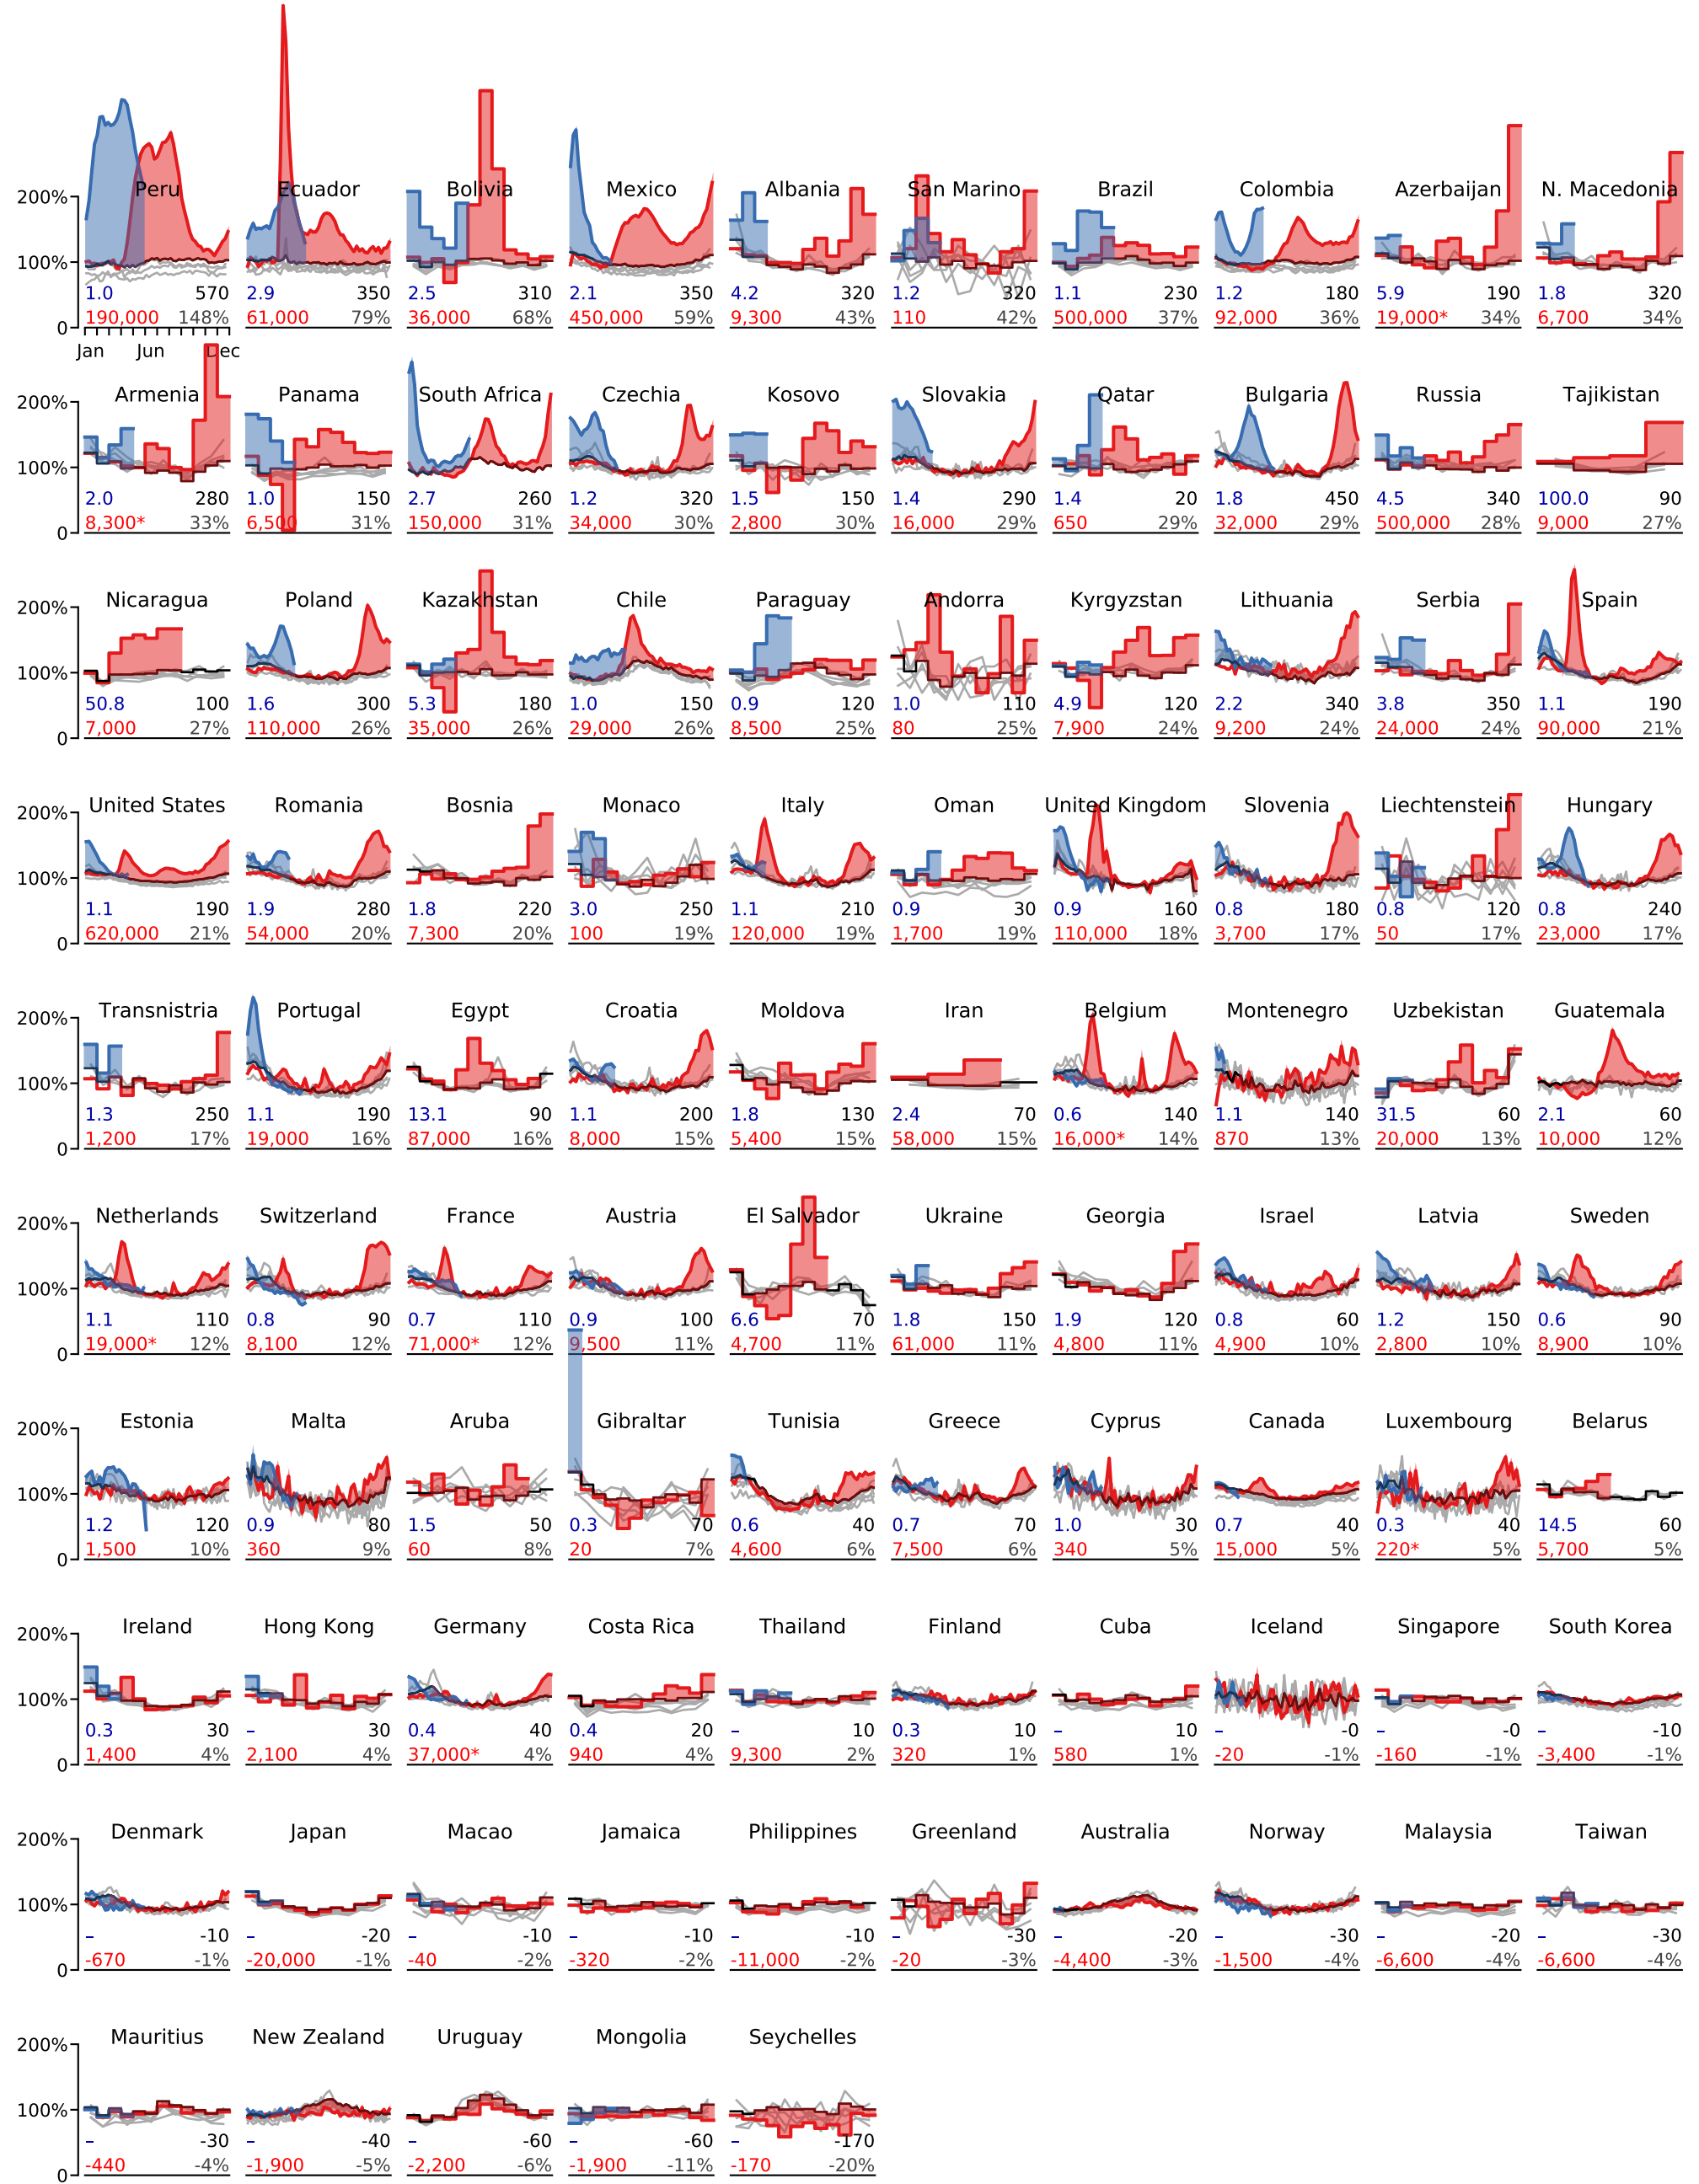 Peru Ecuador Bolivia Mexico Albania San Marino Brazil Colombia Azerbaijan N. Macedonia
200%
100%
1.0 570 2.9 350 2.5 310 2.1 350 4.2 320 1.2 320 1.1 230 1.2 180 5.9 190 1.8 320
0 190,000 148% 61,000 79% 36,000 68% 450,000 59% 9,300 43% 110 42% 500,000 37% 92,000 36% 19,000* 34% 6,700 34%
Jan Jun Dec
Armenia Panama South Africa Czechia Kosovo Slovakia Qatar Bulgaria Russia Tajikistan
200%
100%
2.0 280 1.0 150 2.7 260 1.2 320 1.5 150 1.4 290 1.4 20 1.8 450 4.5 340 100.0 90
0 8,300* 33% 6,500 31% 150,000 31% 34,000 30% 2,800 30% 16,000 29% 650 29% 32,000 29% 500,000 28% 9,000 27%
Nicaragua Poland Kazakhstan Chile Paraguay Andorra Kyrgyzstan Lithuania Serbia Spain
200%
100%
50.8 100 1.6 300 5.3 180 1.0 150 0.9 120 1.0 110 4.9 120 2.2 340 3.8 350 1.1 190
0 7,000 27% 110,000 26% 35,000 26% 29,000 26% 8,500 25% 80 25% 7,900 24% 9,200 24% 24,000 24% 90,000 21%
United States Romania Bosnia Monaco Italy Oman United Kingdom Slovenia Liechtenstein Hungary
200%
100%
1.1 190 1.9 280 1.8 220 3.0 250 1.1 210 0.9 30 0.9 160 0.8 180 0.8 120 0.8 240
0 620,000 21% 54,000 20% 7,300 20% 100 19% 120,000 19% 1,700 19% 110,000 18% 3,700 17% 50 17% 23,000 17%
Transnistria Portugal Egypt Croatia Moldova Iran Belgium Montenegro Uzbekistan Guatemala
200%
100%
1.3 250 1.1 190 13.1 90 1.1 200 1.8 130 2.4 70 0.6 140 1.1 140 31.5 60 2.1 60
0 1,200 17% 19,000 16% 87,000 16% 8,000 15% 5,400 15% 58,000 15% 16,000* 14% 870 13% 20,000 13% 10,000 12%
Netherlands Switzerland France Austria El Salvador Ukraine Georgia Israel Latvia Sweden
200%
100%
1.1 110 0.8 90 0.7 110 0.9 100 6.6 70 1.8 150 1.9 120 0.8 60 1.2 150 0.6 90
0 19,000* 12% 8,100 12% 71,000* 12% 9,500 11% 4,700 11% 61,000 11% 4,800 11% 4,900 10% 2,800 10% 8,900 10%
Estonia Malta Aruba Gibraltar Tunisia Greece Cyprus Canada Luxembourg Belarus
200%
100%
1.2 120 0.9 80 1.5 50 0.3 70 0.6 40 0.7 70 1.0 30 0.7 40 0.3 40 14.5 60
0 1,500 10% 360 9% 60 8% 20 7% 4,600 6% 7,500 6% 340 5% 15,000 5% 220* 5% 5,700 5%
Ireland Hong Kong Germany Costa Rica Thailand Finland Cuba Iceland Singapore South Korea
200%
100%
0.3 30 – 30 0.4 40 0.4 20 – 10 0.3 10 – 10 – -0 – -0 – -10
0 1,400 4% 2,100 4% 37,000* 4% 940 4% 9,300 2% 320 1% 580 1% -20 -1% -160 -1% -3,400 -1%
Denmark Japan Macao Jamaica Philippines Greenland Australia Norway Malaysia Taiwan
200%
100%
– -10 – -20 – -10 – -10 – -10 – -30 – -20 – -30 – -20 – -30
0 -670 -1% -20,000 -1% -40 -2% -320 -2% -11,000 -2% -20 -3% -4,400 -3% -1,500 -4% -6,600 -4% -6,600 -4%
Mauritius New Zealand Uruguay Mongolia Seychelles
200%
100%
– -30 – -40 – -60 – -60 – -170
0 -440 -4% -1,900 -5% -2,200 -6% -1,900 -11% -170 -20%